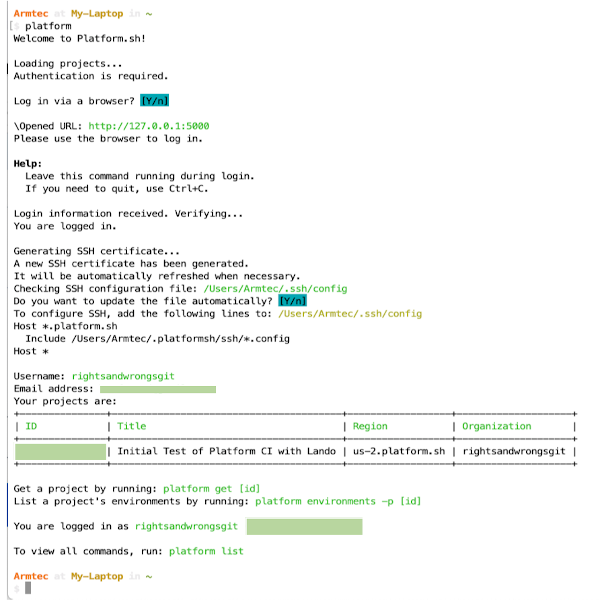 Armtec at My-Laptop in ~
$ platform
Welcome to Platform.sh!
Loading projects...
Authentication is required.
Log in via a browser? [Y/n]
\Opened URL: http://127.0.0.1:5000
Please use the browser to log in.
Help:
Leave this command running during login.
If you need to quit, use Ctrl+C.
Login information received. Verifying...
You are logged in.
Generating SSH certificate...
A new SSH certificate has been generated.
It will be automatically refreshed when necessary.
Checking SSH configuration file: /Users/Armtec/.ssh/config
Do you want to update the file automatically? [Y/n]
To configure SSH, add the following lines to: /Users/Armtec/.ssh/config
Host *.platform.sh
Include /Users/Armtec/.platformsh/ssh/*.config
Host *
Username: rightsandwrongsgit
Email address:
Your projects are:
| ID | Title | Region | Organization |
| Initial Test of Platform CI with Lando | us-2.platform.sh | rightsandwrongsgit |
Get a project by running: platform get [id]
List a project's environments by running: platform environments -p [id]
You are logged in as rightsandwrongsgit
To view all commands, run: platform list
Armtec at My-Laptop in ~
$